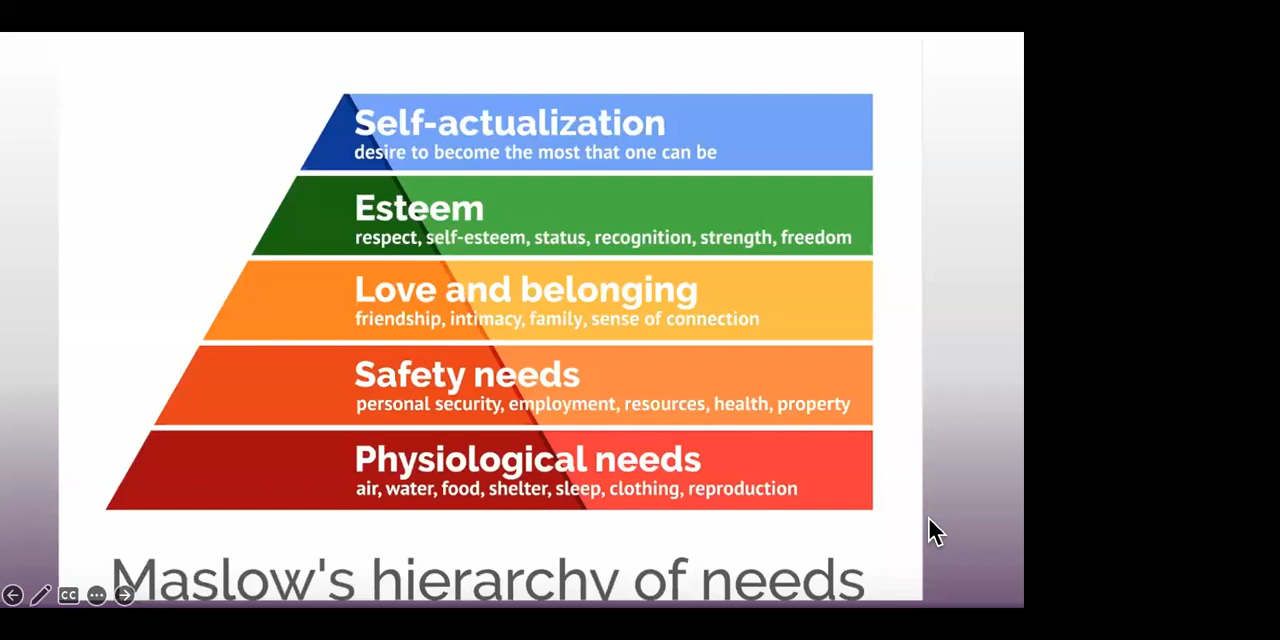 Self-actualization
desire to become the most that one can be
Esteem
respect, self-esteem, status, recognition, strength, freedom
Love and belonging
friendship, intimacy, family, sense of connection
Safety needs
personal security, employment, resources, health, property
Physiological needs
air, water, food, shelter, sleep, clothing, reproduction
Maslow's hierarchy of needs
CC